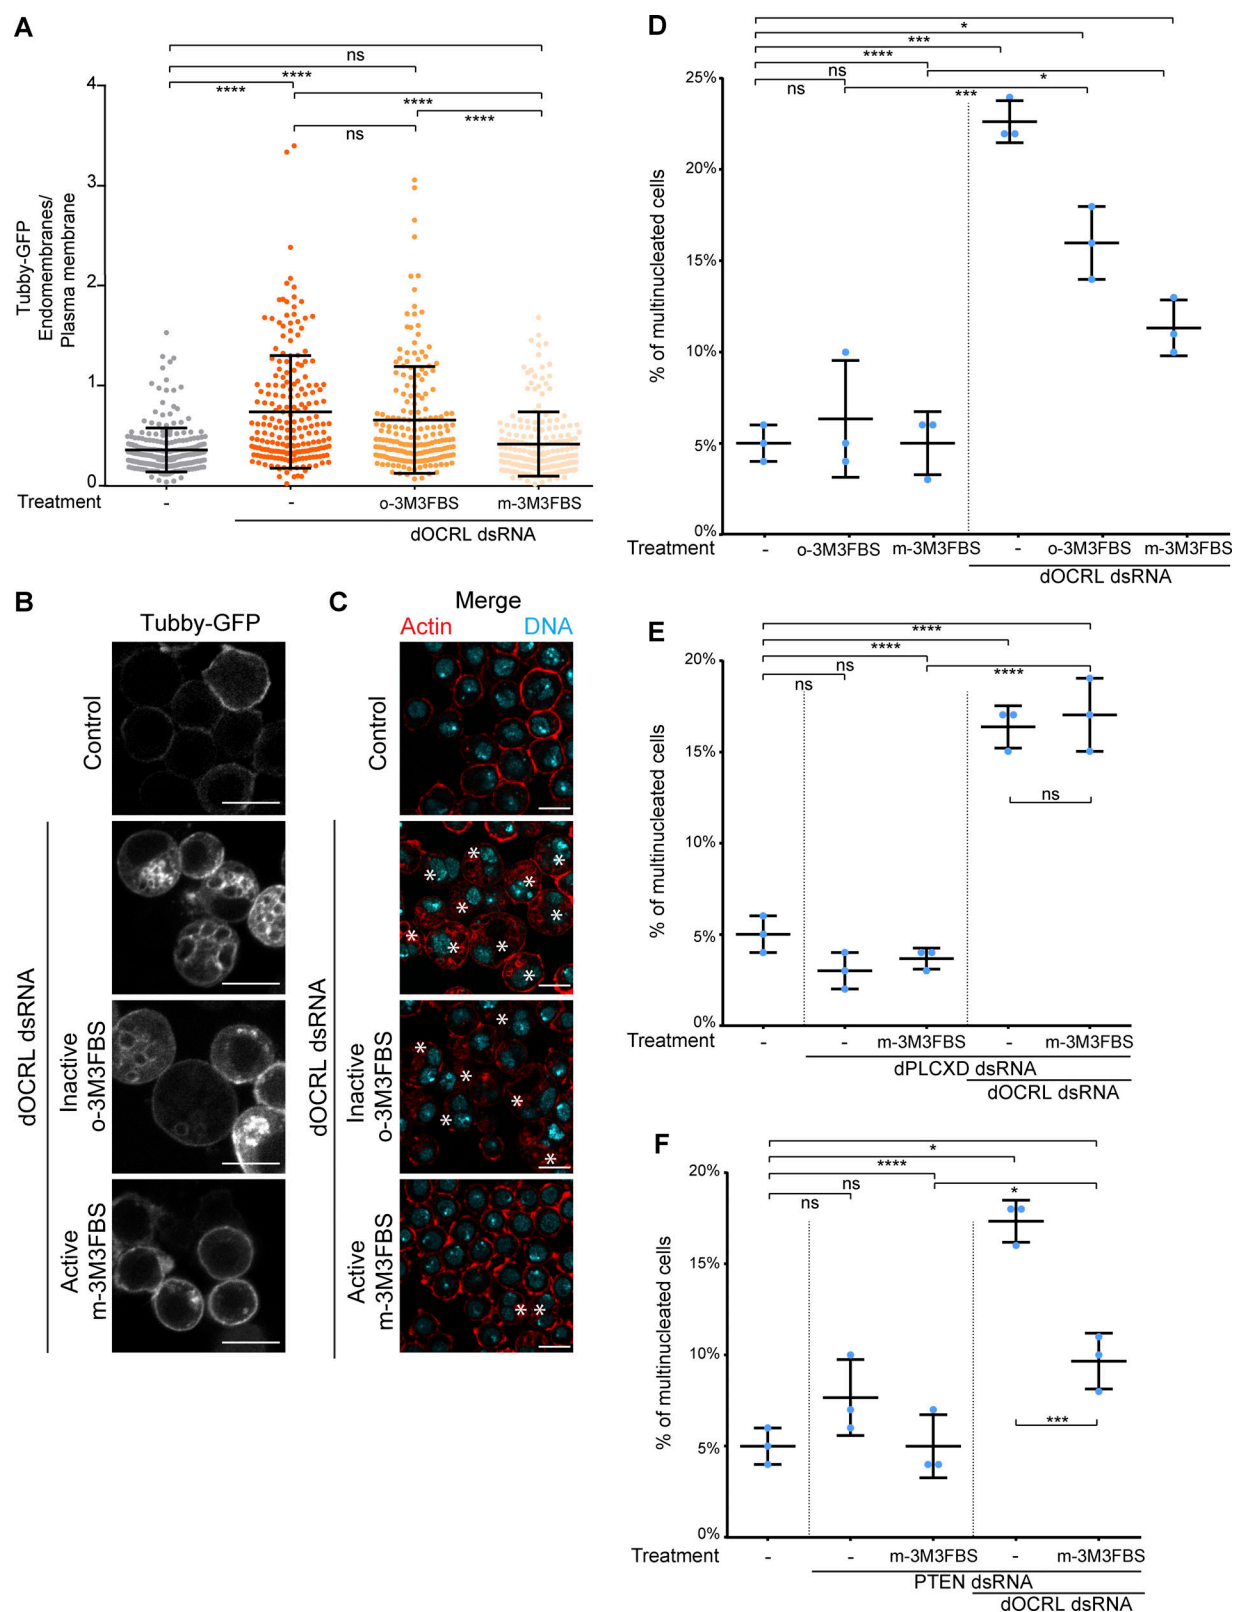 A
ns
****
****
****
****
ns
4
3
2
1
0
Tubby-GFP
Endomembranes/
Plasma membrane
Treatment
-
-
o-3M3FBS
m-3M3FBS
dOCRL dsRNA
B
Tubby-GFP
Control
dOCRL dsRNA
Inactive
o-3M3FBS
Active
m-3M3FBS
C
Merge
Actin
DNA
Control
dOCRL dsRNA
* * * * * * * * * *
Inactive
o-3M3FBS
* * * * * *
Active
m-3M3FBS
* *
D
*
***
****
ns
*
ns
***
25%
20%
15%
10%
5%
0%
% of multinucleated cells
Treatment
-
o-3M3FBS
m-3M3FBS
-
o-3M3FBS
m-3M3FBS
dOCRL dsRNA
E
****
****
ns
****
ns
20%
15%
10%
5%
0%
% of multinucleated cells
ns
Treatment
-
-
m-3M3FBS
-
m-3M3FBS
dPLCXD dsRNA
dOCRL dsRNA
F
*
****
ns
*
ns
20%
15%
10%
5%
0%
% of multinucleated cells
***
Treatment
-
-
m-3M3FBS
-
m-3M3FBS
PTEN dsRNA
dOCRL dsRNA